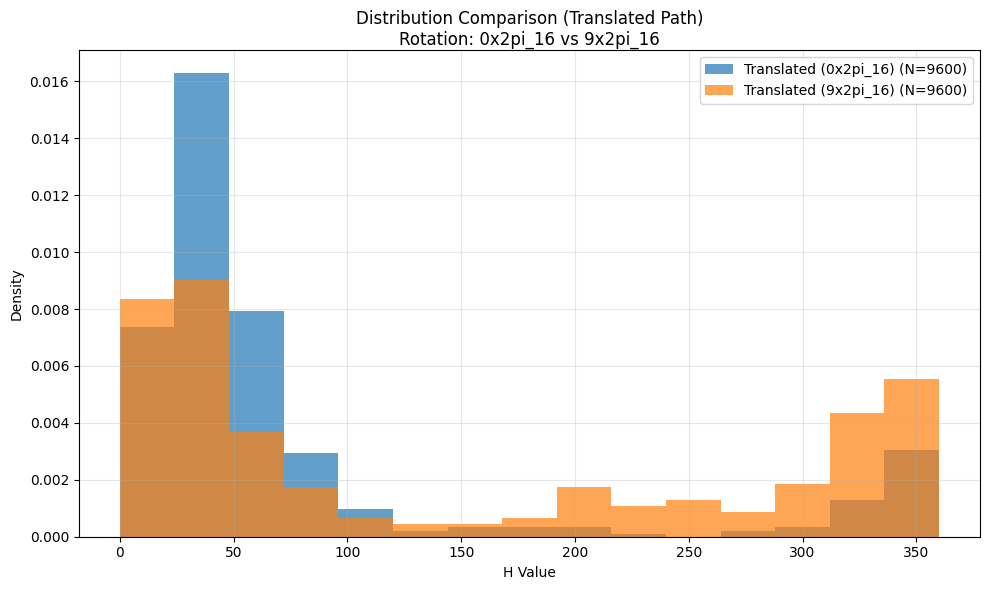 Distribution Comparison (Translated Path)
Rotation: 0x2pi_16 vs 9x2pi_16
Translated (0x2pi_16) (N=9600)
Translated (9x2pi_16) (N=9600)
Density
0.016
0.014
0.012
0.010
0.008
0.006
0.004
0.002
0.000
0 50 100 150 200 250 300 350
H Value